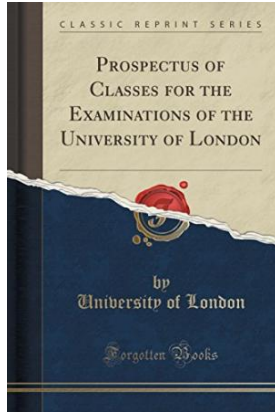 CLASSIC REPRINT SERIES
PROSPECTUS OF
CLASSES FOR THE
EXAMINATIONS OF THE
UNIVERSITY OF LONDON
by
University of London
Forgotten Books